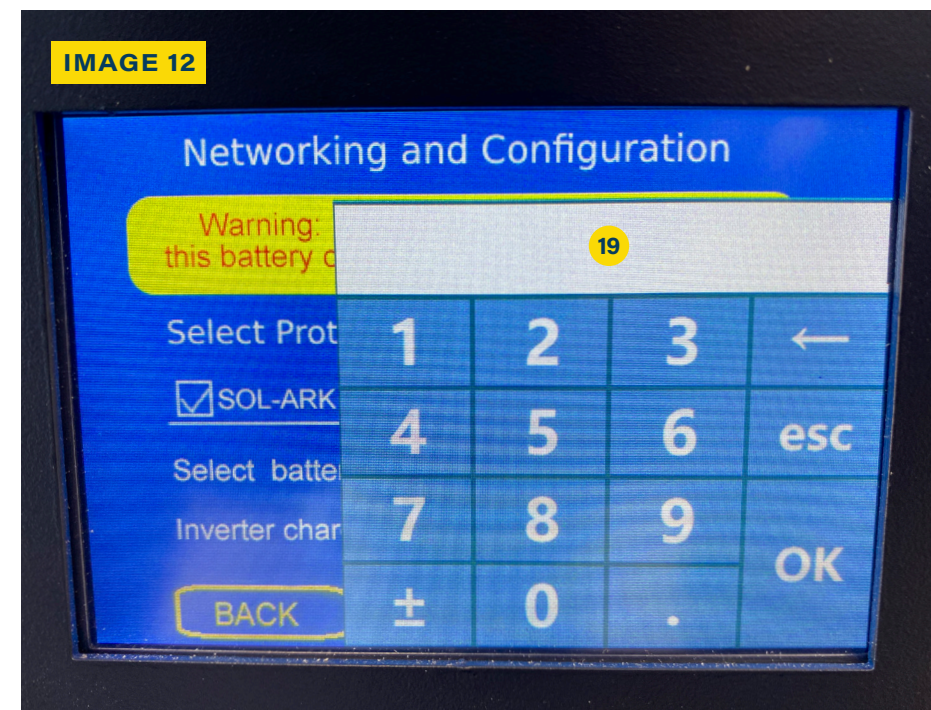 IMAGE 12
Networking and Configuration
Warning:
this battery
19
Select Prot
1 2 3 ←
SOL-ARK
4 5 6 esc
Select batte
7 8 9
Inverter char
OK
BACK ± 0 .